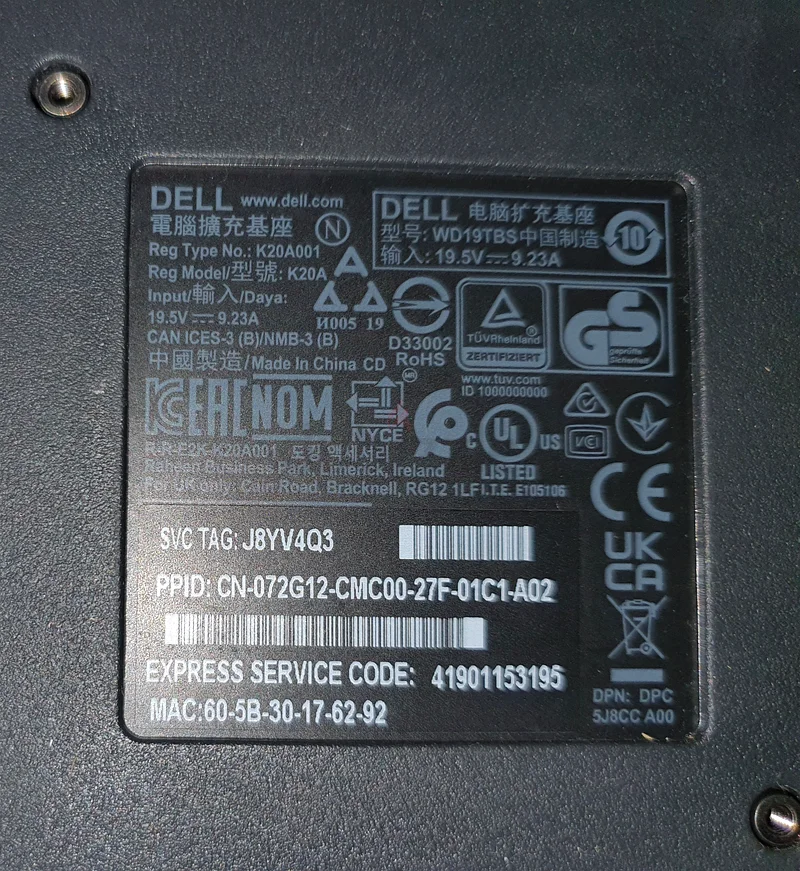 DELL www.dell.com
電腦擴充基座
Reg Type No.: K20A001
Reg Model/型號: K20A
Input/輸入/Daya:
19.5V 9.23A
CAN ICES-3 (B)/NMB-3 (B)
中國製造/Made In China CD
N
И005 19
DELL 电脑扩充基座
型号: WD19TBS中国制造
输入: 19.5V 9.23A
10
D33002
RoHS
TÜVRheinland
ZERTIFIZIERT
GS
geprüfte
Sicherheit
www.tuv.com
ID 1000000000
EAC NOM
MR
NYCE
C UL US
LISTED
I.T.E. E105106
VCI
R-R-E2K-K20A001 도킹 액세서리
Raheen Business Park, Limerick, Ireland
for UK only: Cain Road, Bracknell, RG12 1LF
CE
UK
CA
SVC TAG: J8YV4Q3
PPID: CN-072G12-CMC00-27F-01C1-A02
EXPRESS SERVICE CODE: 41901153195
MAC:60-5B-30-17-62-92
DPN: DPC
5J8CC A00